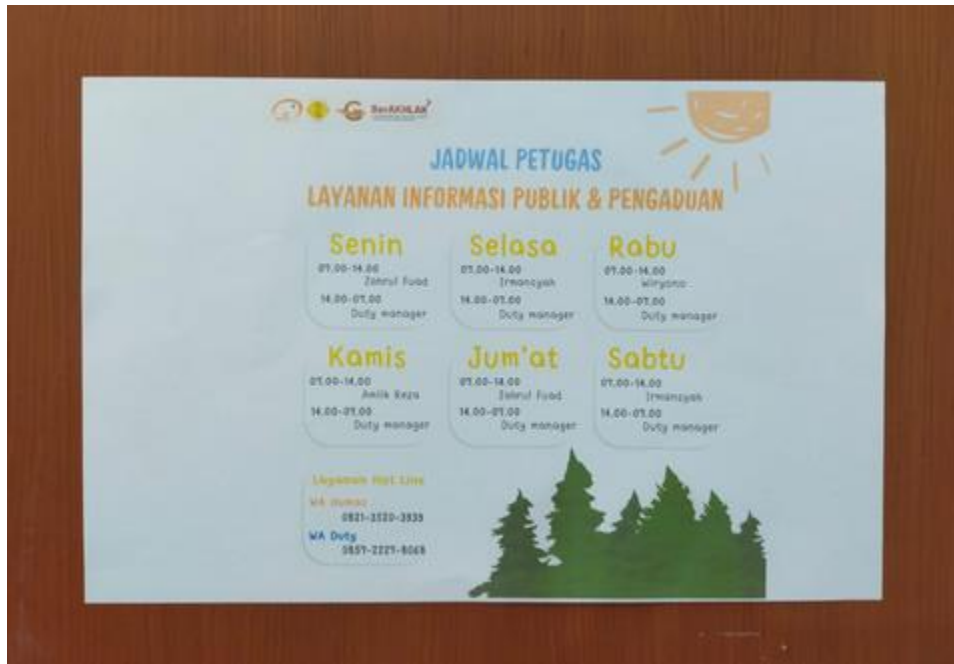 BerAKHLAK
JADWAL PETUGAS
LAYANAN INFORMASI PUBLIK & PENGADUAN
Senin
07.00-14.00
Zahrul Fuad
14.00-07.00
Duty manager
Selasa
07.00-14.00
Irmansyah
14.00-07.00
Duty manager
Rabu
07.00-14.00
Wiryono
14.00-07.00
Duty manager
Kamis
07.00-14.00
Reza
14.00-07.00
Duty manager
Jum'at
07.00-14.00
Zahrul Fuad
14.00-07.00
Duty manager
Sabtu
07.00-14.00
Irmansyah
14.00-07.00
Duty manager
Layanan Hot Line
WA Humas
WA Duty